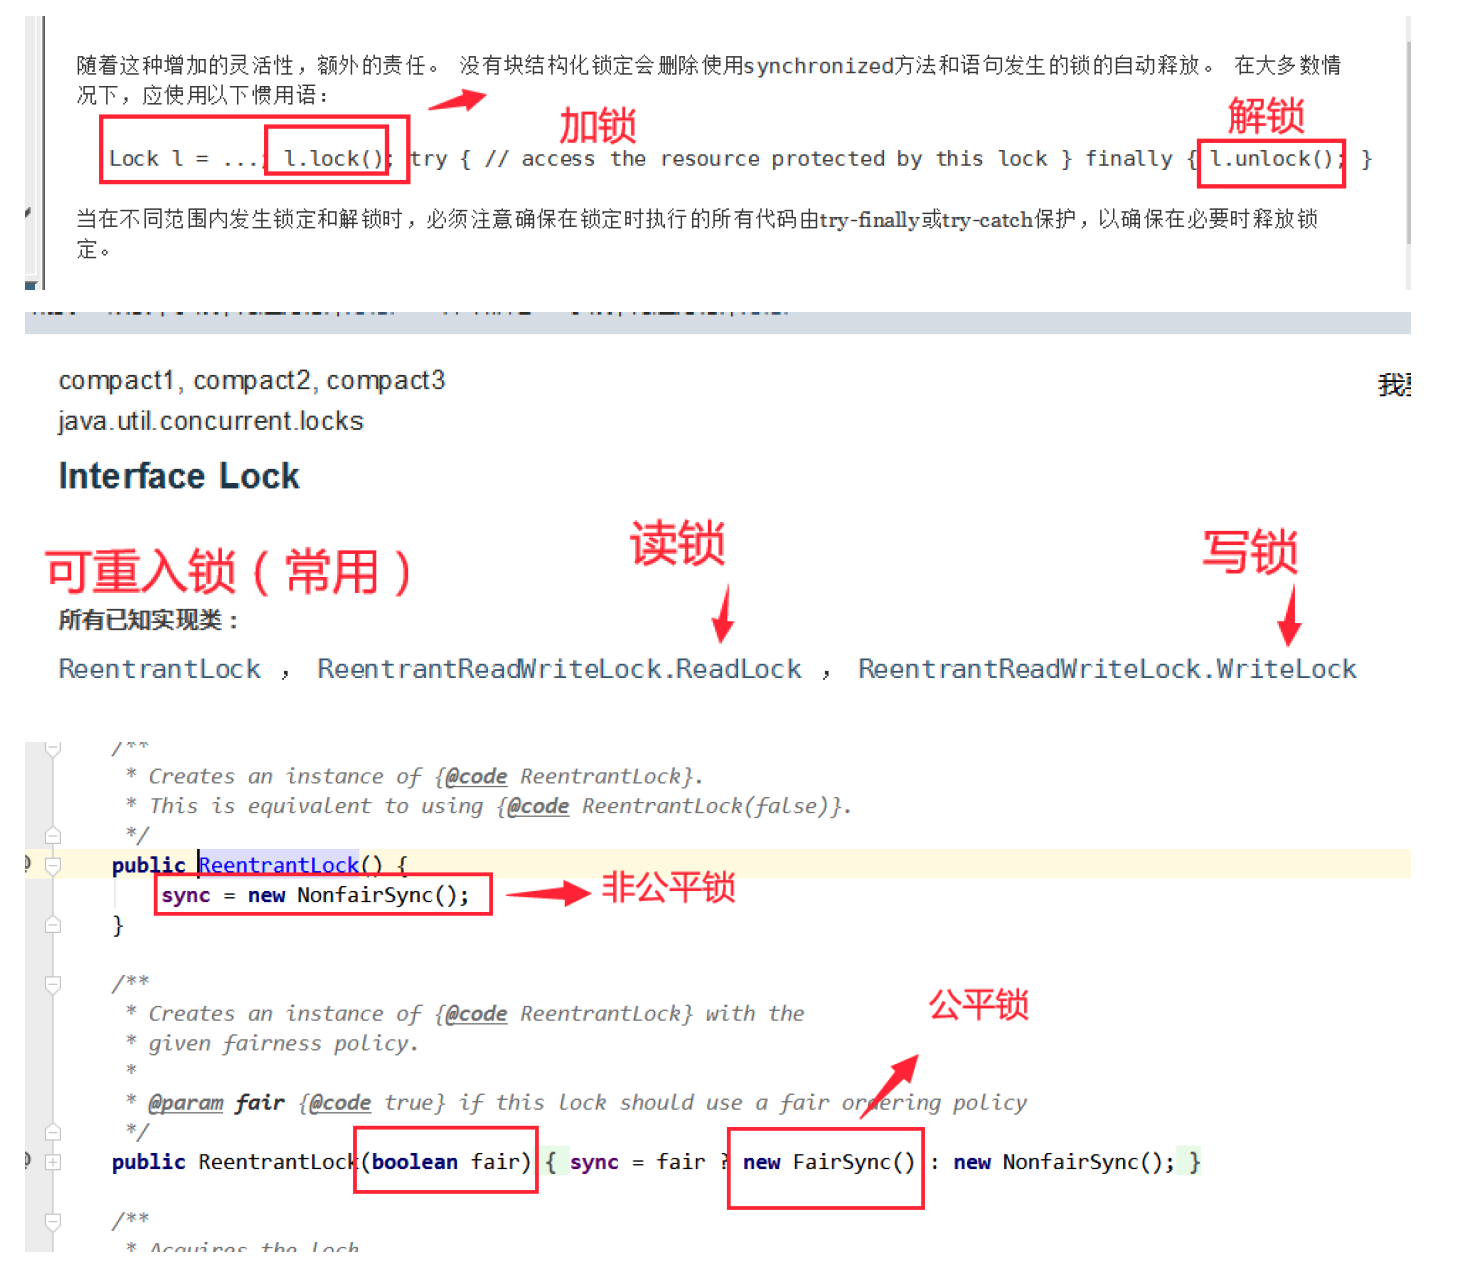 随着这种增加的灵活性，额外的责任。 没有块结构化锁定会删除使用synchronized方法和语句发生的锁的自动释放。 在大多数情
况下，应使用以下惯用语：
加锁
解锁
Lock l = ...; l.lock(); try { // access the resource protected by this lock } finally { l.unlock(); }
当在不同范围内发生锁定和解锁时，必须注意确保在锁定时执行的所有代码由try-finally或try-catch保护，以确保在必要时释放锁
定。
compact1, compact2, compact3
我
java.util.concurrent.locks
Interface Lock
可重入锁（常用）
读锁
写锁
所有已知实现类：
ReentrantLock ， ReentrantReadWriteLock.ReadLock ， ReentrantReadWriteLock.WriteLock
/**
* Creates an instance of {@code ReentrantLock}.
* This is equivalent to using {@code ReentrantLock(false)}.
*/
public ReentrantLock() {
sync = new NonfairSync();
非公平锁
}
/**
* Creates an instance of {@code ReentrantLock} with the
公平锁
* given fairness policy.
*
* @param fair {@code true} if this lock should use a fair ordering policy
*/
public ReentrantLock(boolean fair) { sync = fair ? new FairSync() : new NonfairSync(); }
/**
* Acquires the lock